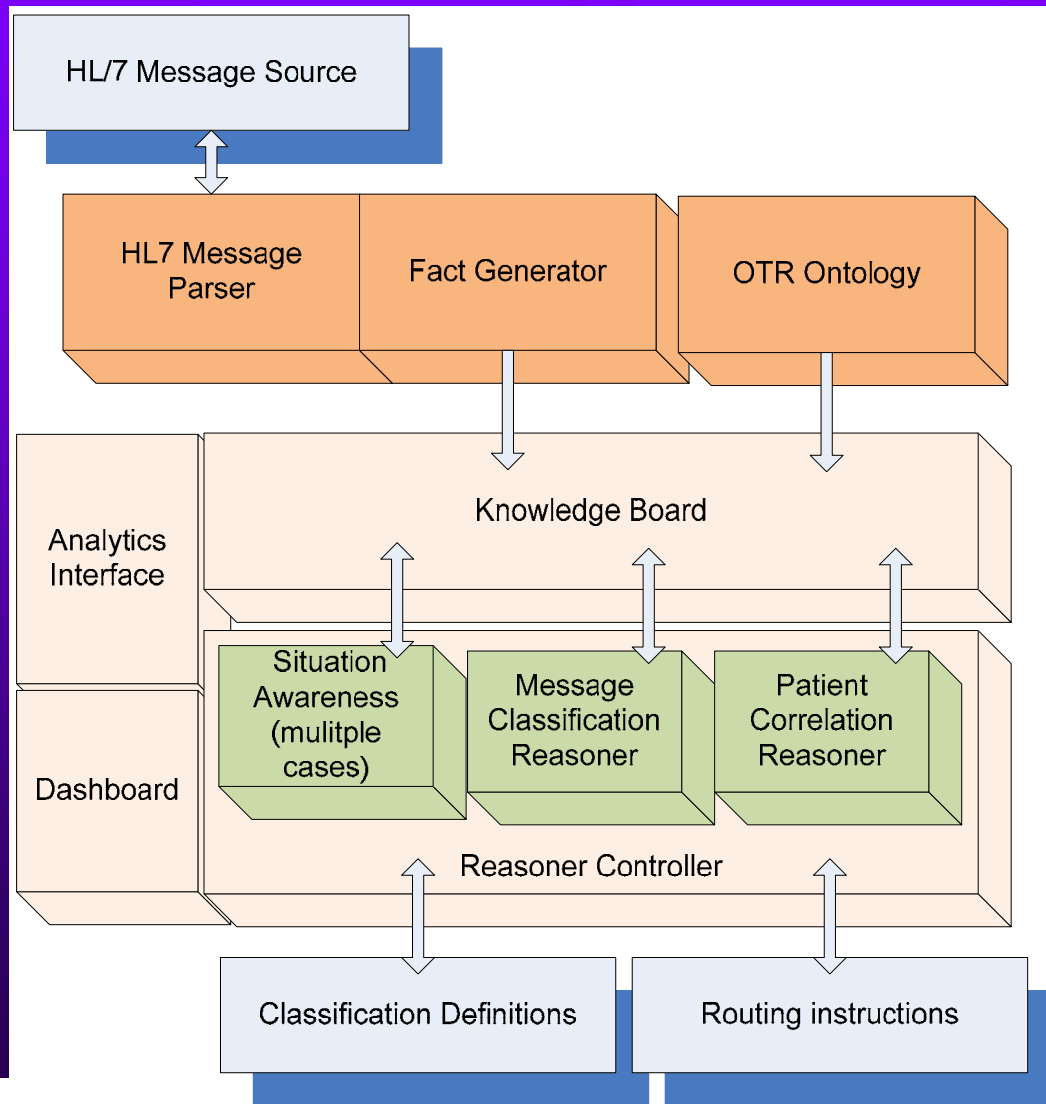 HL/7 Message Source
HL7 Message
Parser
Fact Generator
OTR Ontology
Analytics
Interface
Knowledge Board
Situation
Awareness
(mulitple
cases)
Message
Classification
Reasoner
Patient
Correlation
Reasoner
Dashboard
Reasoner Controller
Classification Definitions
Routing instructions